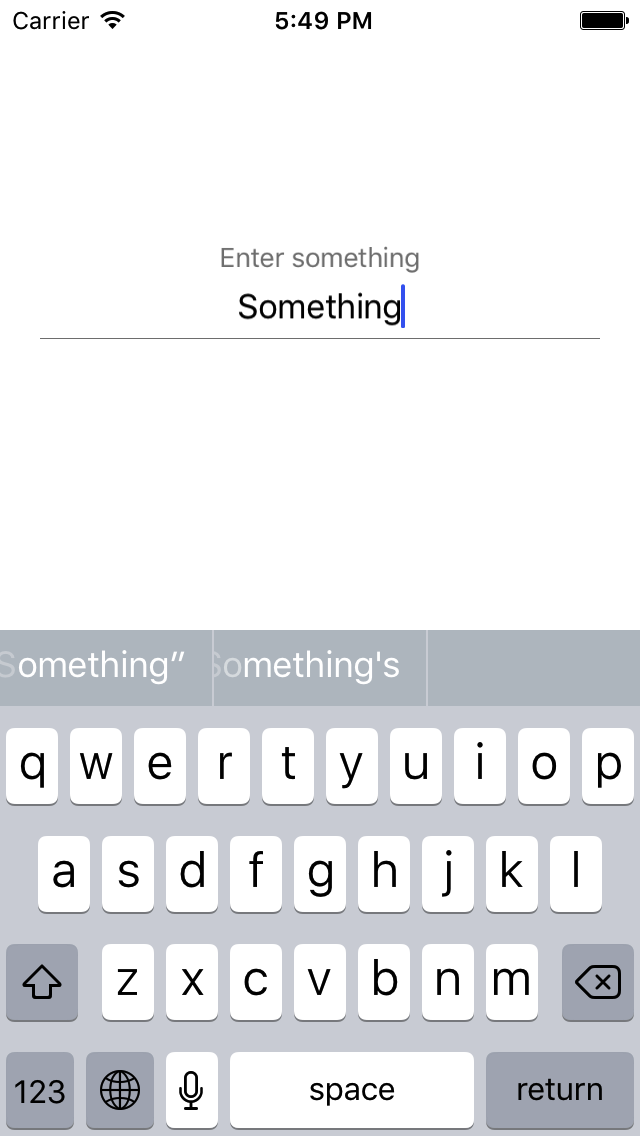 Carrier 5:49 PM
Enter something
Something
Something” Something's
q w e r t y u i o p
a s d f g h j k l
z x c v b n m
123 space return